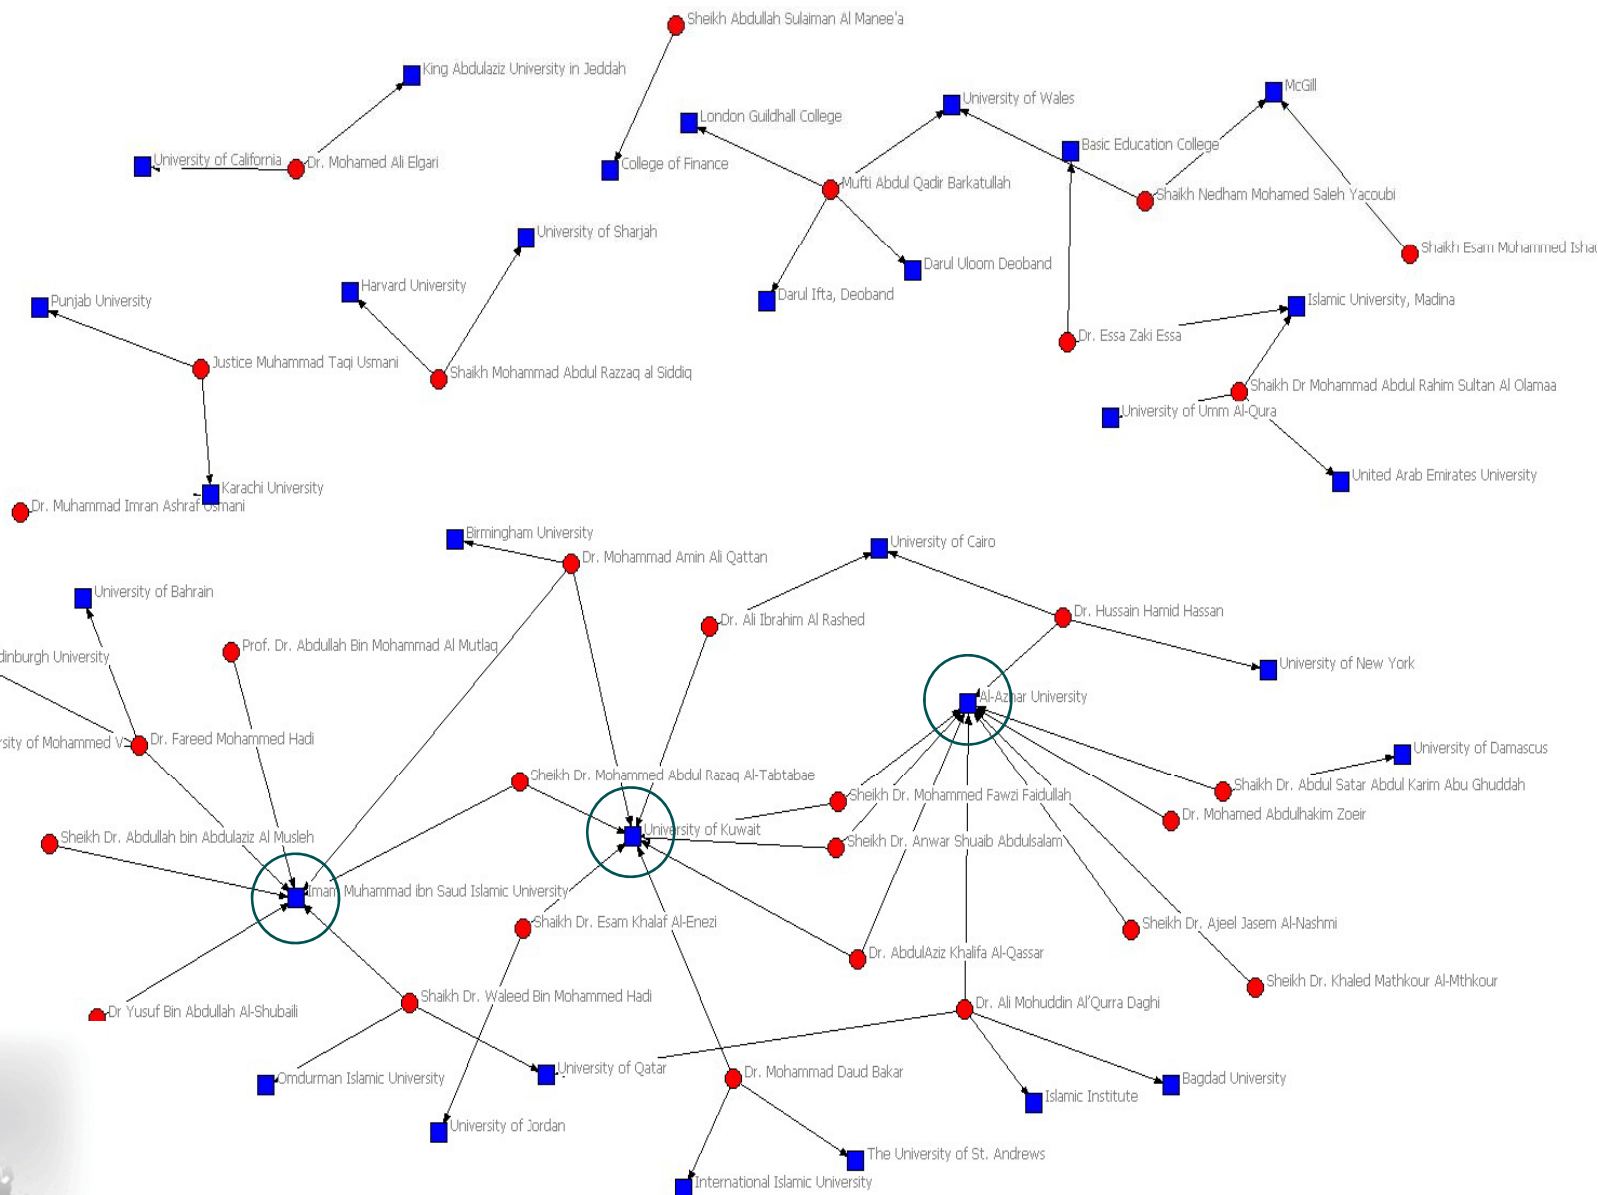 Sheikh Abdullah Sulaiman Al Manee'a
King Abdulaziz University in Jeddah
McGill
University of Wales
London Guildhall College
Basic Education College
University of California
Dr. Mohamed Ali Elgari
College of Finance
Mufti Abdul Qadir Barkatullah
Shaikh Nedham Mohamed Saleh Yacoubi
University of Sharjah
Shaikh Esam Muhammed
Darul Uloom Deoband
Harvard University
Darul Ifta, Deoband
Punjab University
Islamic University, Madina
Dr. Essa Zaki Essa
Justice Muhammad Taqi Usmani
Shaikh Mohammad Abdul Razzaq al Siddiq
Shaikh Dr Mohammad Abdul Rahim Sultan Al Olamaa
University of Umm Al-Qura
United Arab Emirates University
Karachi University
Dr. Muhammad Imran Ashraf Usmani
Birmingham University
University of Cairo
Dr. Mohammad Amin Ali Qattan
University of Bahrain
Dr. Hussain Hamid Hassan
Dr. Ali Ibrahim Al Rashed
Prof. Dr. Abdullah Bin Mohammad Al Mutlaq
dinburgh University
University of New York
Al-Azhar University
Dr. Fareed Mohammed Hadi
rsity of Mohammed V
University of Damascus
Sheikh Dr. Mohammed Abdul Razaq Al-Tabtabae
Shaikh Dr. Abdul Satar Abdul Karim Abu Ghuddah
Sheikh Dr. Mohammed Fawzi Faidullah
Dr. Mohamed Abdulhakim Zoeir
University of Kuwait
Sheikh Dr. Abdullah bin Abdulaziz Al Musleh
Sheikh Dr. Anwar Shuaib Abdulsalam
Imam Muhammad ibn Saud Islamic University
Shaikh Dr. Esam Khalaf Al-Enezi
Sheikh Dr. Ajeel Jasem Al-Nashmi
Dr. AbdulAziz Khalifa Al-Qassar
Sheikh Dr. Khaled Mathkour Al-Mthkour
Shaikh Dr. Waleed Bin Mohammed Hadi
Dr. Ali Mohuddin Al'Qurra Daghi
Dr Yusuf Bin Abdullah Al-Shubaili
University of Qatar
Dr. Mohammad Daud Bakar
Omdurman Islamic University
Bagdad University
Islamic Institute
University of Jordan
The University of St. Andrews
International Islamic University